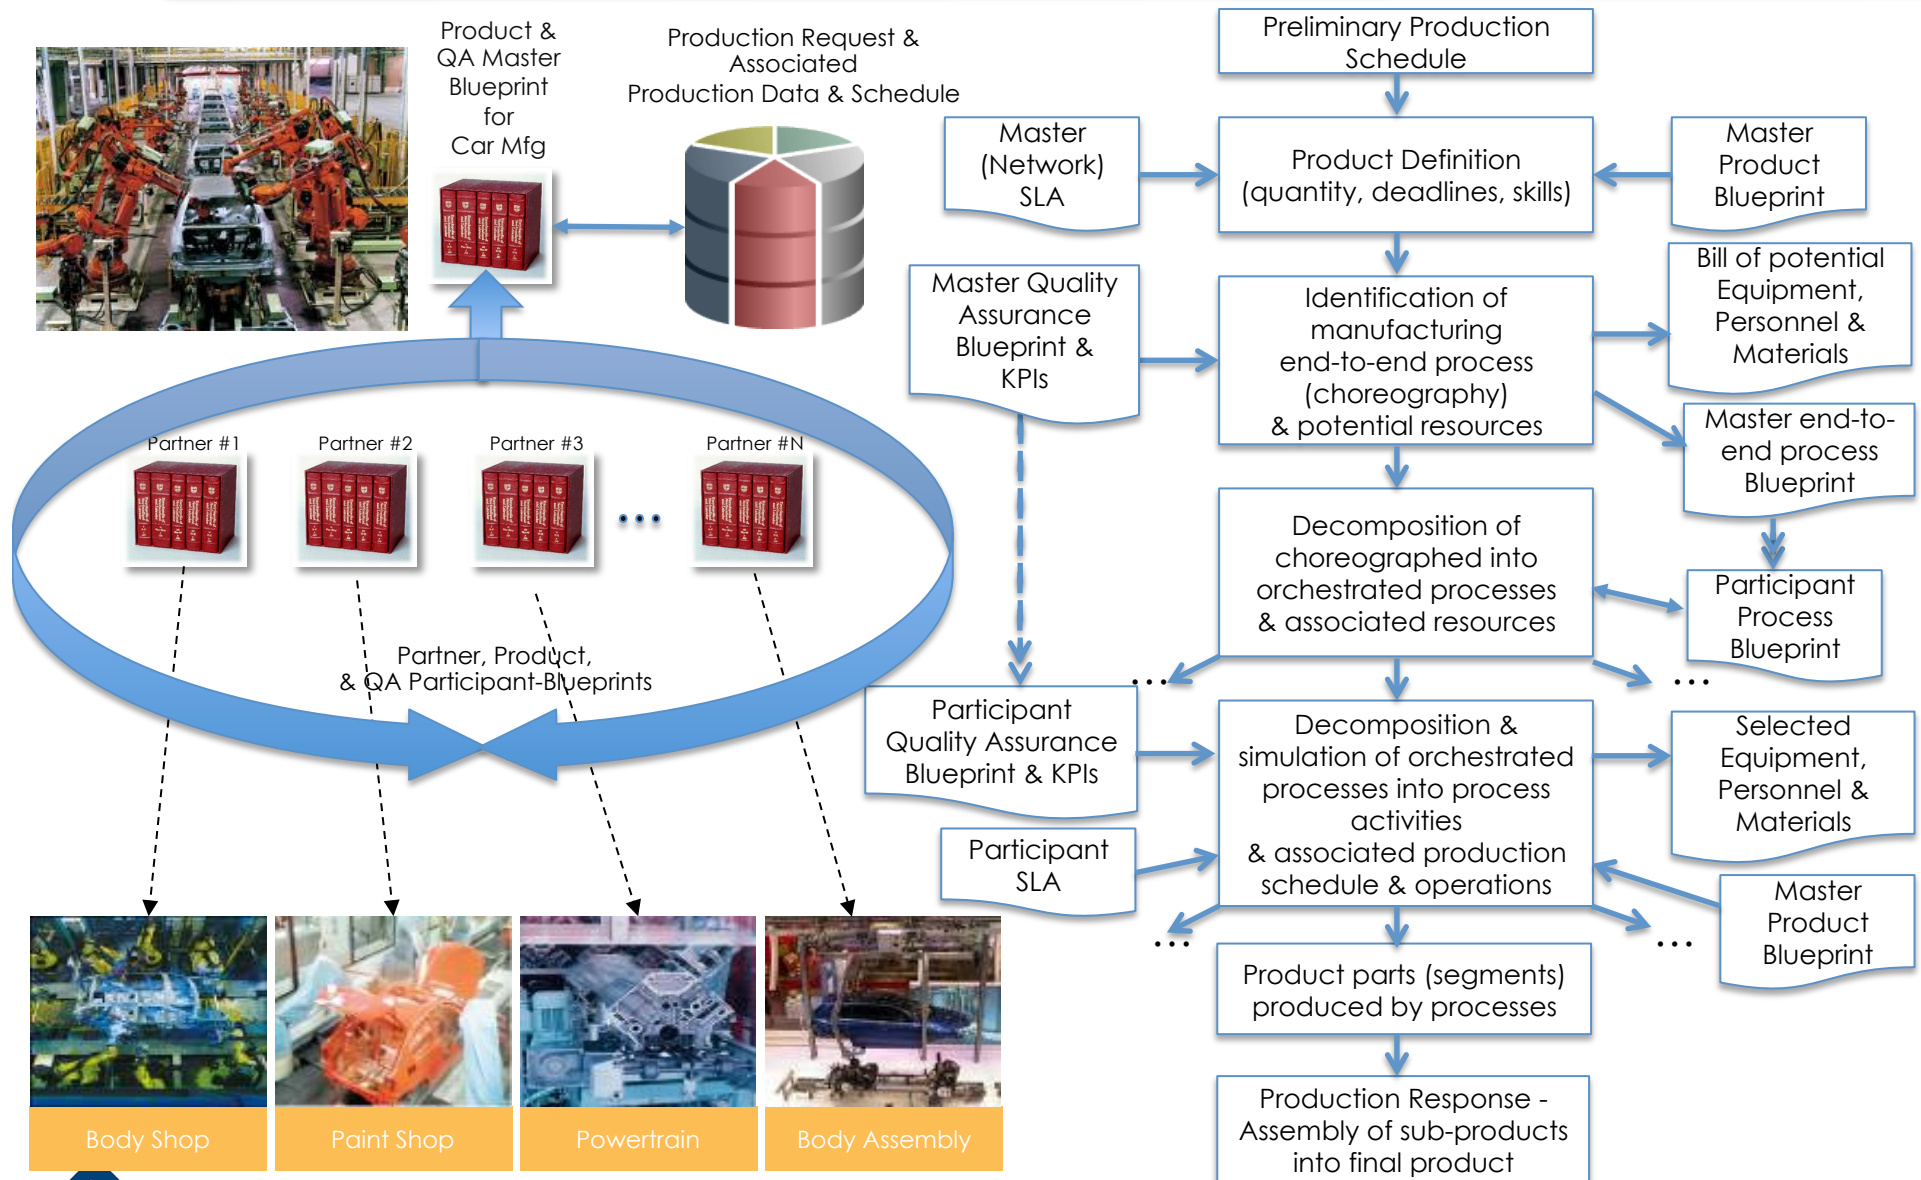 Product &
QA Master
Blueprint
for
Car Mfg
Production Request &
Associated
Production Data & Schedule
Partner #1
Partner #2
Partner #3
Partner #N
...
Partner, Product,
& QA Participant-Blueprints
Body Shop
Paint Shop
Powertrain
Body Assembly
Preliminary Production
Schedule
Master
(Network)
SLA
Product Definition
(quantity, deadlines, skills)
Master
Product
Blueprint
Master Quality
Assurance
Blueprint &
KPIs
Identification of
manufacturing
end-to-end process
(choreography)
& potential resources
Bill of potential
Equipment,
Personnel &
Materials
Master end-to-
end process
Blueprint
Decomposition of
choreographed into
orchestrated processes
& associated resources
Participant
Process
Blueprint
...
...
Participant
Quality Assurance
Blueprint & KPIs
Decomposition &
simulation of orchestrated
processes into process
activities
& associated production
schedule & operations
Selected
Equipment,
Personnel &
Materials
Participant
SLA
Master
Product
Blueprint
...
...
Product parts (segments)
produced by processes
Production Response -
Assembly of sub-products
into final product